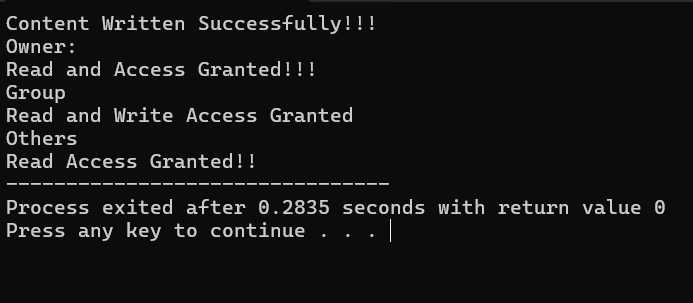 Content Written Successfully!!!
Owner:
Read and Access Granted!!!
Group
Read and Write Access Granted
Others
Read Access Granted!!
--------------------------------
Process exited after 0.2835 seconds with return value 0
Press any key to continue . . .